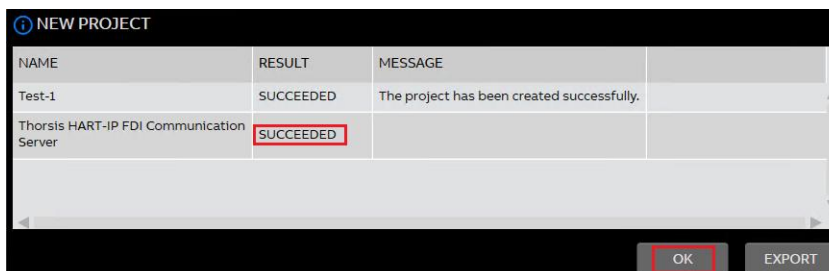 NEW PROJECT
NAME RESULT MESSAGE
Test-1 SUCCEEDED The project has been created successfully.
Thorsis HART-IP FDI Communication
Server
SUCCEEDED
OK EXPORT